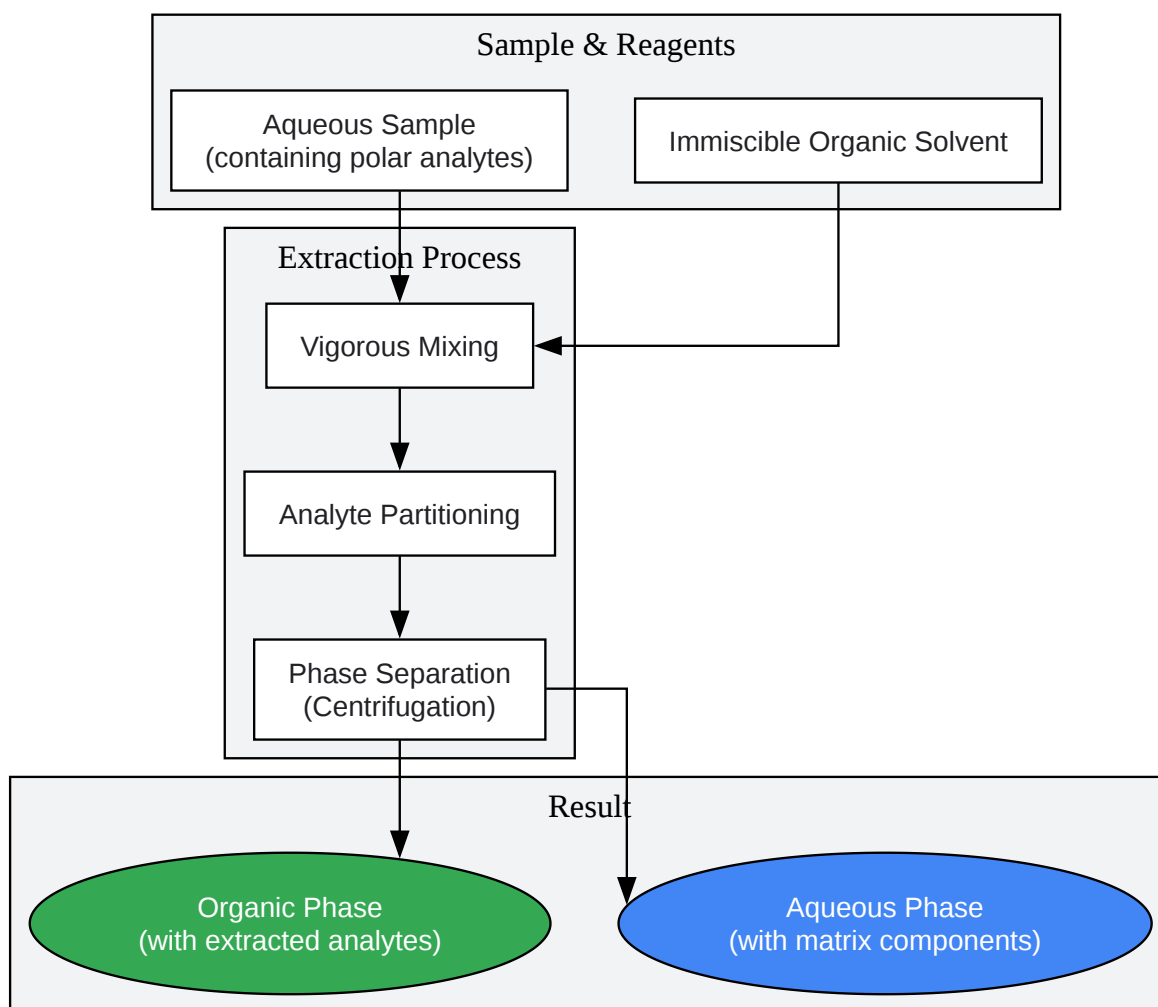 Sample & Reagents
Aqueous Sample
(containing polar analytes)
Immiscible Organic Solvent
Extraction Process
Vigorous Mixing
Analyte Partitioning
Phase Separation
(Centrifugation)
Result
Organic Phase
(with extracted analytes)
Aqueous Phase
(with matrix components)